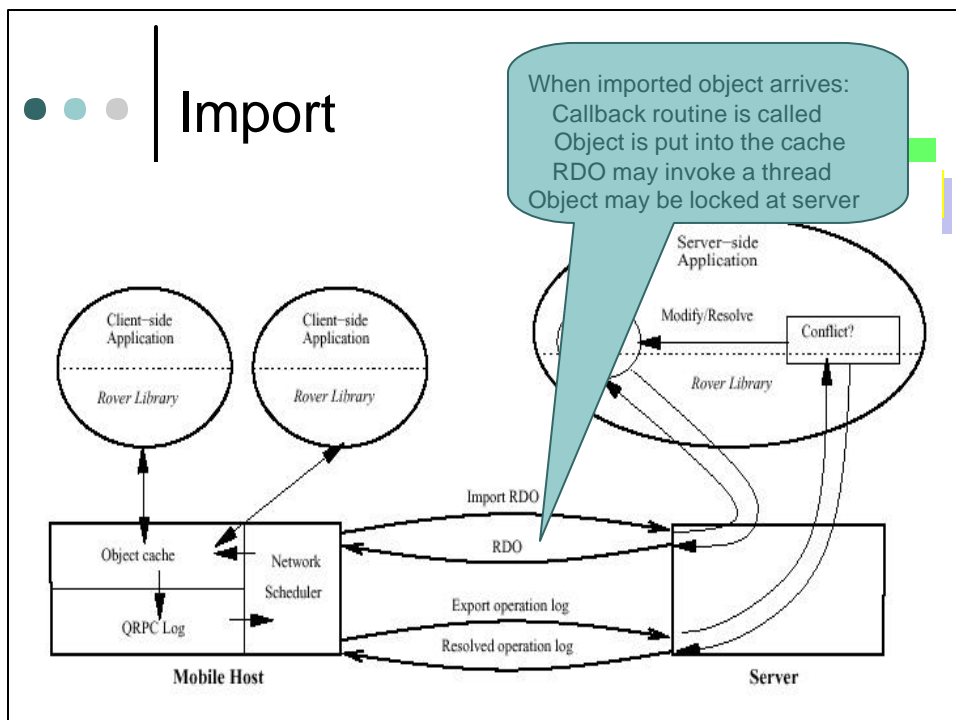 Import
When imported object arrives:
Callback routine is called
Object is put into the cache
RDO may invoke a thread
Object may be locked at server
Server-side
Application
Modify/Resolve
Conflict?
Rover Library
Client-side
Application
Rover Library
Client-side
Application
Rover Library
Import RDO
RDO
Object cache
Network
Scheduler
QRPC Log
Export operation log
Resolved operation log
Mobile Host
Server